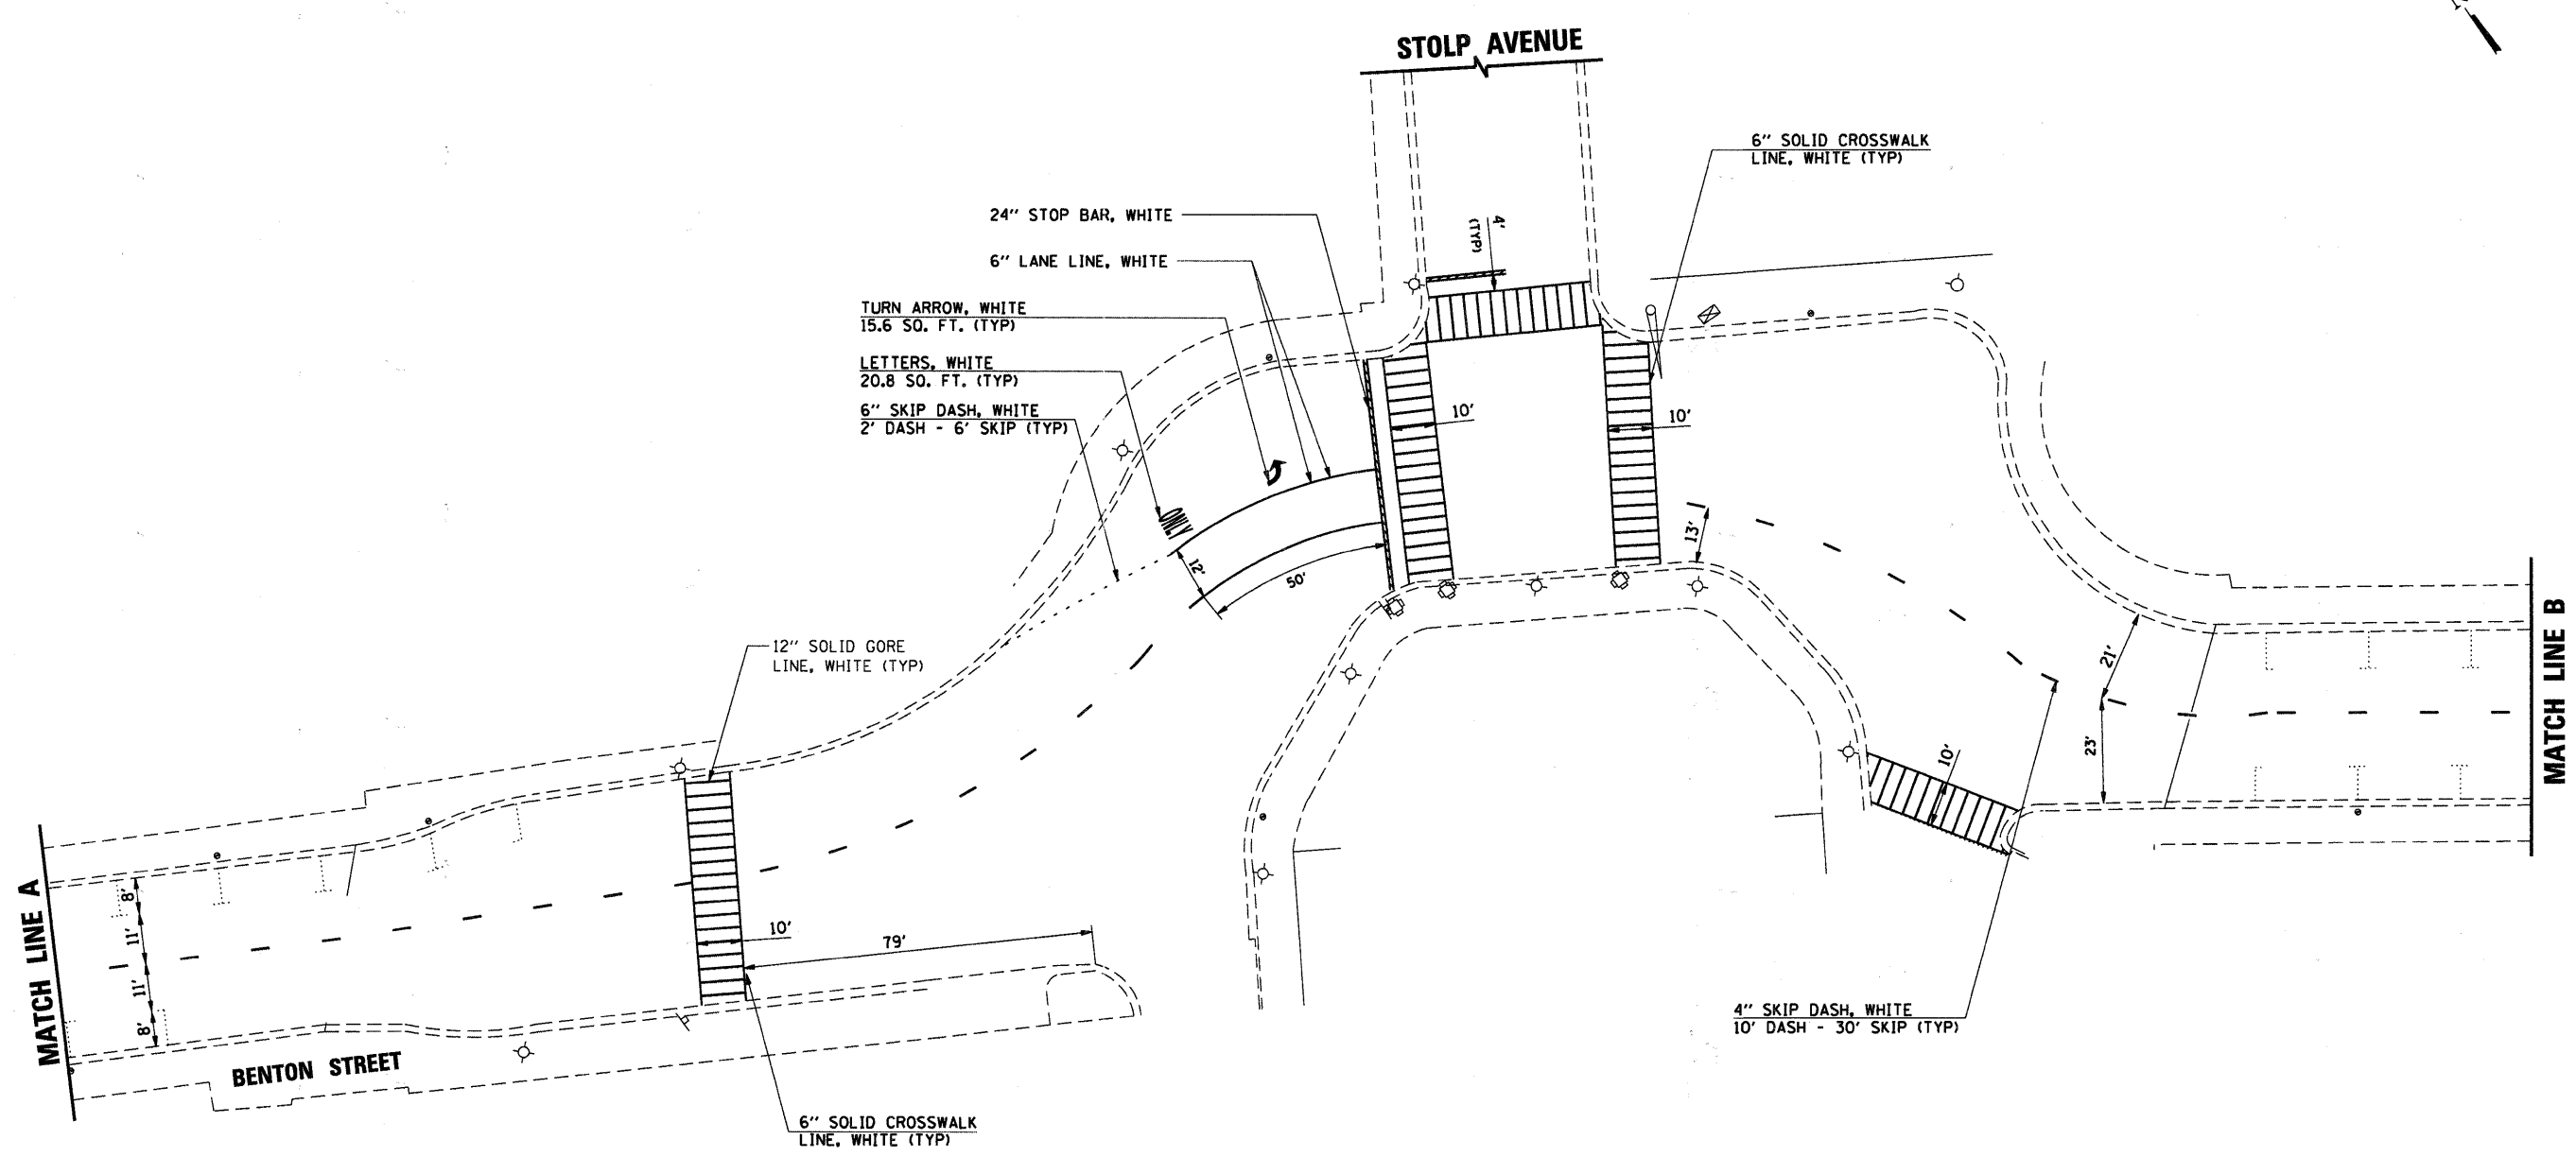 STOLP AVENUE
6" SOLID CROSSWALK
LINE, WHITE (TYP)
24" STOP BAR, WHITE
4'
(TYP)
6" LANE LINE, WHITE
TURN ARROW, WHITE
15.6 SQ. FT. (TYP)
LETTERS, WHITE
20.8 SQ. FT. (TYP)
6" SKIP DASH, WHITE
2' DASH - 6' SKIP (TYP)
10'
10'
ONLY
13'
12'
50'
12" SOLID GORE
LINE, WHITE (TYP)
21'
23'
10'
MATCH LINE B
8'
11'
11'
8'
10'
79'
MATCH LINE A
BENTON STREET
4" SKIP DASH, WHITE
10' DASH - 30' SKIP (TYP)
6" SOLID CROSSWALK
LINE, WHITE (TYP)